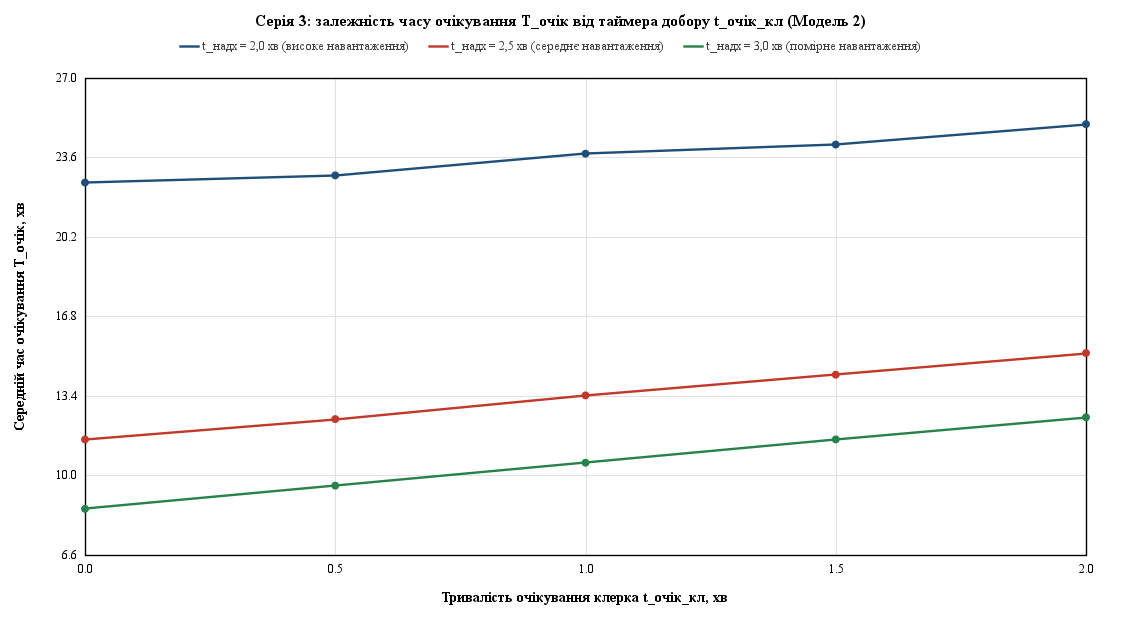 Серія 3: залежність часу очікування T_очік від таймера добору t_очік_кл (Модель 2)
t_надх = 2,0 хв (високе навантаження) t_надх = 2,5 хв (середнє навантаження) t_надх = 3,0 хв (помірне навантаження)
27.0
23.6
20.2
16.8
13.4
10.0
6.6
Середній час очікування T_очік, хв
0.0 0.5 1.0 1.5 2.0
Тривалість очікування клерка t_очік_кл, хв